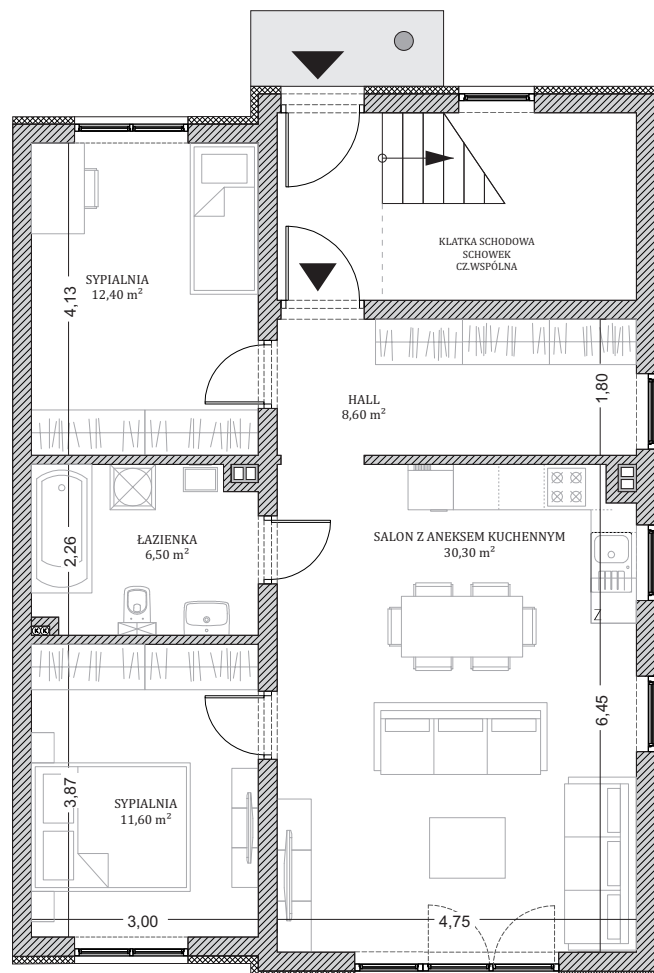 KLATKA SCHODOWA
SCHOWEK
CZ.WSPÓLNA
SYPIALNIA
12,40 m²
4,13
HALL
8,60 m²
1,80
ŁAZIENKA
6,50 m²
2,26
SALON Z ANEKSEM KUCHENNYM
30,30 m²
Z
6,45
SYPIALNIA
11,60 m²
3,87
3,00
4,75